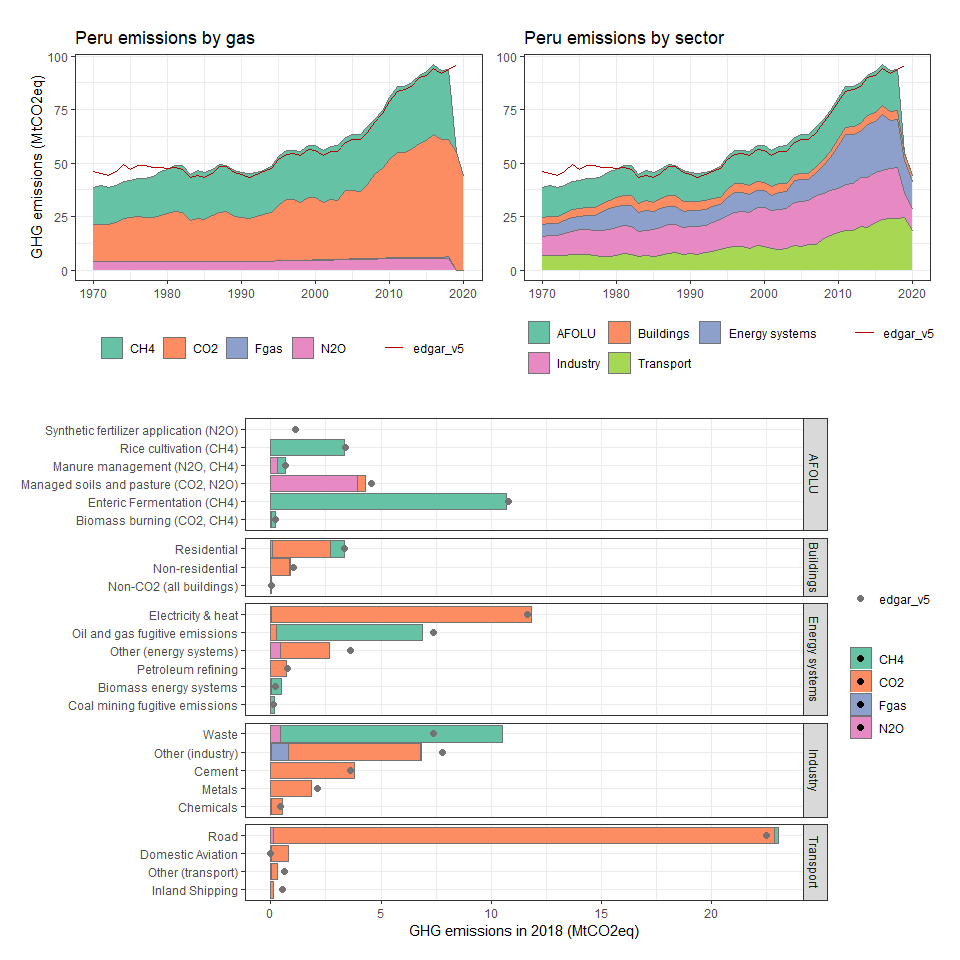 Peru emissions by gas
GHG emissions (MtCO2eq)
100
75
50
25
0
1970
1980
1990
2000
2010
2020
CH4
CO2
Fgas
N2O
edgar_v5
Peru emissions by sector
100
75
50
25
0
1970
1980
1990
2000
2010
2020
AFOLU
Buildings
Energy systems
edgar_v5
Industry
Transport
Synthetic fertilizer application (N2O)
Rice cultivation (CH4)
Manure management (N2O, CH4)
Managed soils and pasture (CO2, N2O)
Enteric Fermentation (CH4)
Biomass burning (CO2, CH4)
AFOLU
Residential
Non-residential
Non-CO2 (all buildings)
Buildings
Electricity & heat
Oil and gas fugitive emissions
Other (energy systems)
Petroleum refining
Biomass energy systems
Coal mining fugitive emissions
Energy systems
Waste
Other (industry)
Cement
Metals
Chemicals
Industry
Road
Domestic Aviation
Other (transport)
Inland Shipping
Transport
0
5
10
15
20
GHG emissions in 2018 (MtCO2eq)
edgar_v5
CH4
CO2
Fgas
N2O